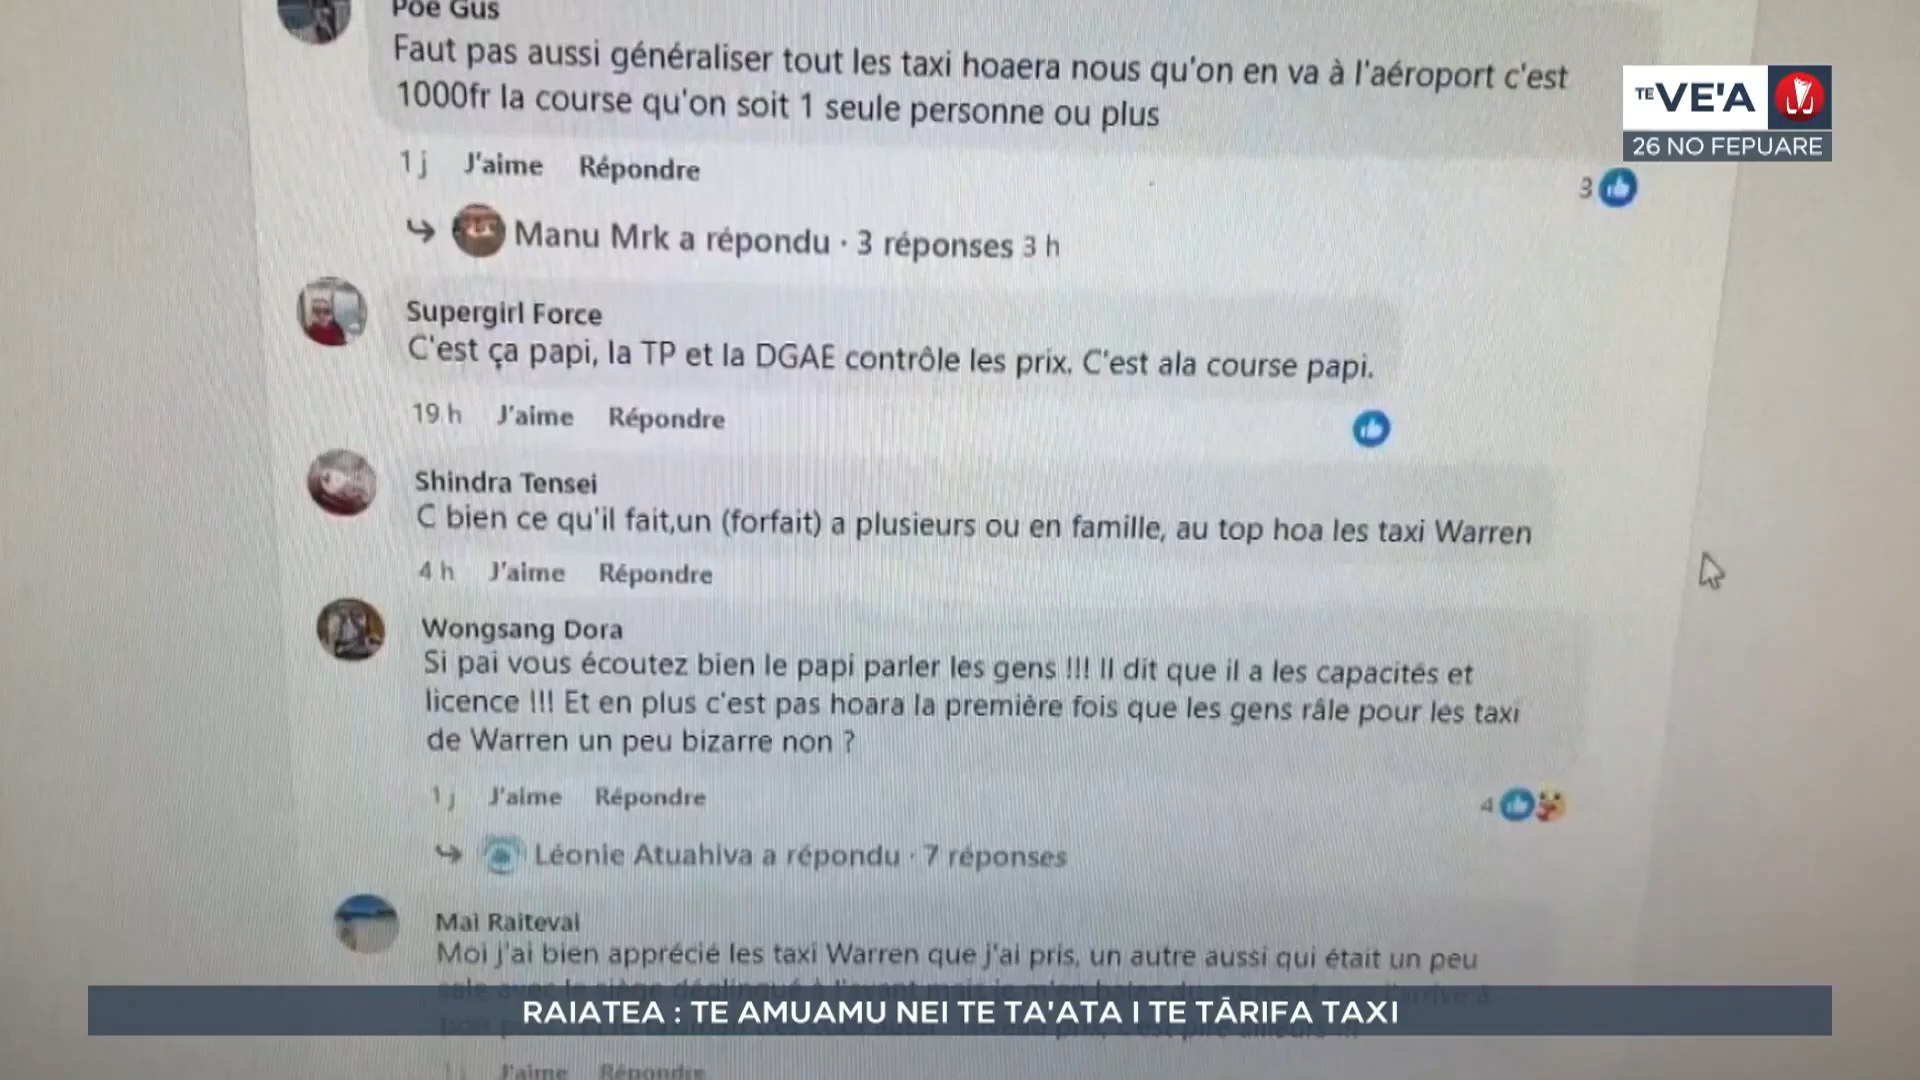 Poe Gus
Faut pas aussi généraliser tout les taxi hoaera nous qu'on en va à l'aéroport c'est
1000fr la course qu'on soit 1 seule personne ou plus
1 j J'aime Répondre
3
Manu Mrk a répondu · 3 réponses 3 h
Supergirl Force
C'est ça papi, la TP et la DGAE contrôle les prix. C'est ala course papi.
19 h J'aime Répondre
Shindra Tensei
C bien ce qu'il fait,un (forfait) a plusieurs ou en famille, au top hoa les taxi Warren
4 h J'aime Répondre
Wongsang Dora
Si pai vous écoutez bien le papi parler les gens !!! Il dit que il a les capacités et
licence !!! Et en plus c'est pas hoara la première fois que les gens râle pour les taxi
de Warren un peu bizarre non ?
1 j J'aime Répondre
4
Léonie Atuahiva a répondu · 7 réponses
Mai Raitevai
Moi j'ai bien apprécié les taxi Warren que j'ai pris, un autre aussi qui était un peu
J'aime Répondre
TE VE'A
26 NO FEPUARE
RAIATEA : TE AMUAMU NEI TE TA'ATA I TE TĀRIFA TAXI